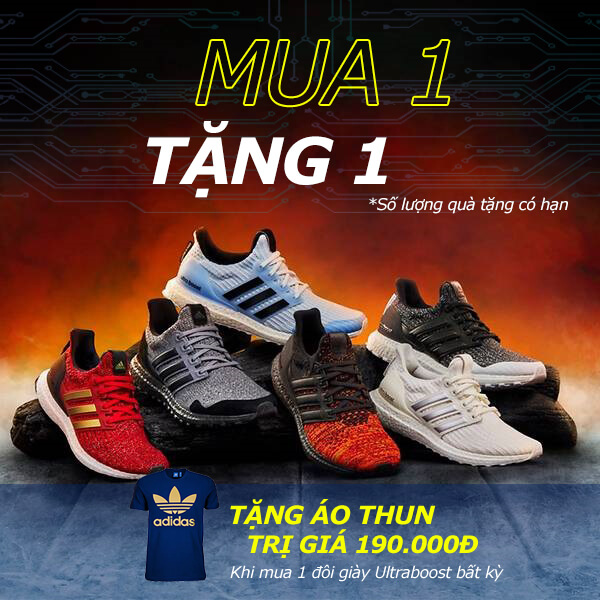 MUA 1
TẶNG 1
*Số lượng quà tặng có hạn
adidas
TẶNG ÁO THUN
TRỊ GIÁ 190.000Đ
Khi mua 1 đôi giày Ultraboost bất kỳ